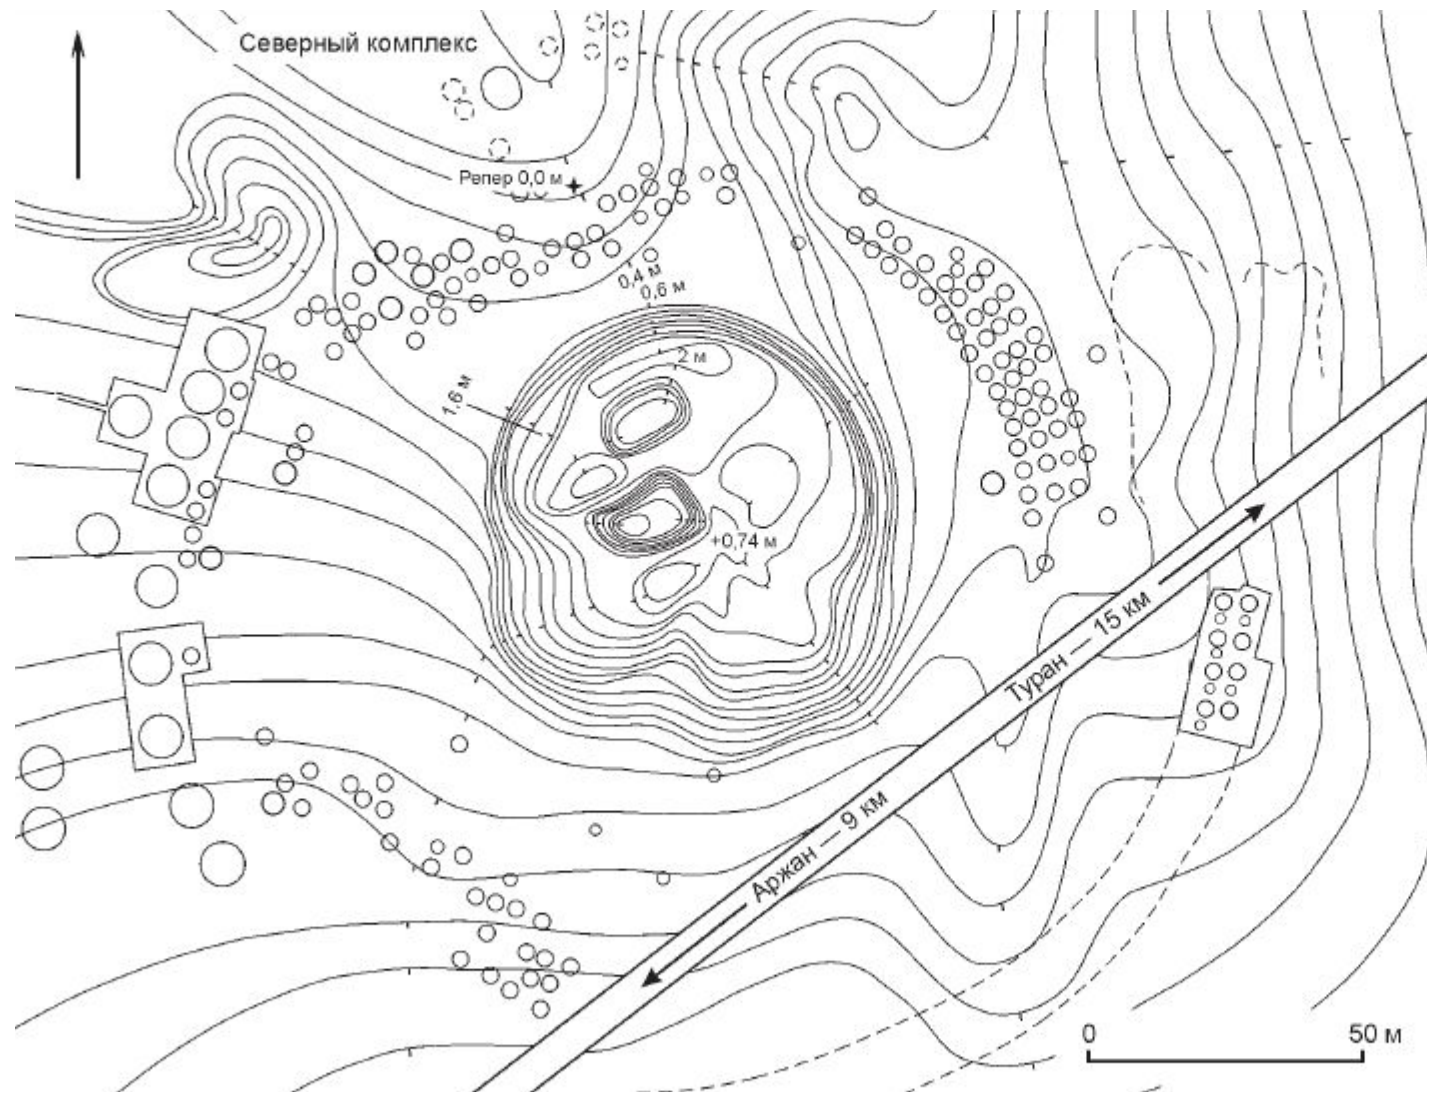 Северный комплекс
Репер 0,0 м
0,4 м
0,6 м
2 м
1,6 м
+0,74 м
Туран — 15 км
Аржан — 9 км
0 50 м